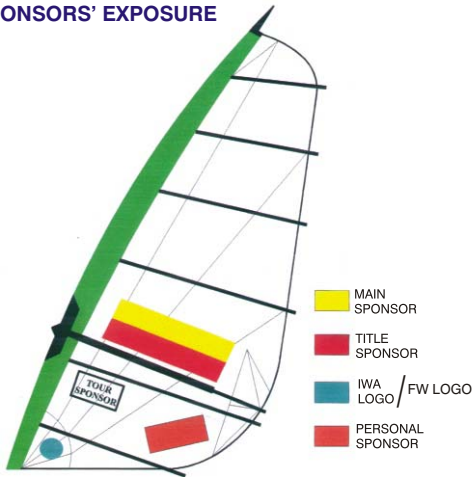 ONSORS’ EXPOSURE
MAIN
SPONSOR
TITLE
SPONSOR
IWA
LOGO / FW LOGO
PERSONAL
SPONSOR
TOUR
SPONSOR